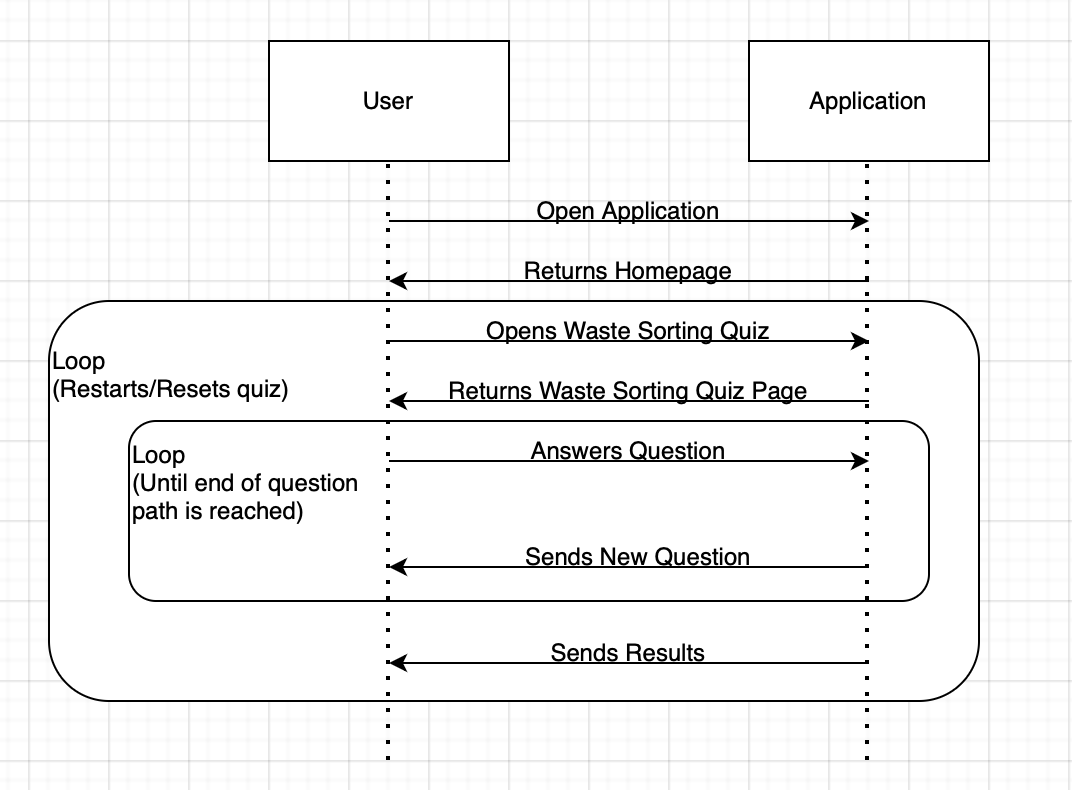 User
Application
Open Application
Returns Homepage
Opens Waste Sorting Quiz
Loop
(Restarts/Resets quiz)
Returns Waste Sorting Quiz Page
Answers Question
Loop
(Until end of question
path is reached)
Sends New Question
Sends Results